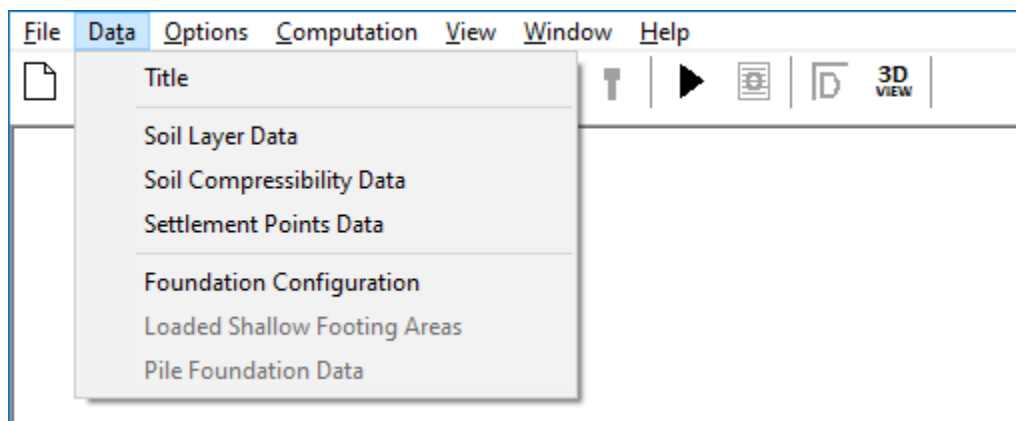 File Data Options Computation View Window Help
3D
VIEW
Title
Soil Layer Data
Soil Compressibility Data
Settlement Points Data
Foundation Configuration
Loaded Shallow Footing Areas
Pile Foundation Data